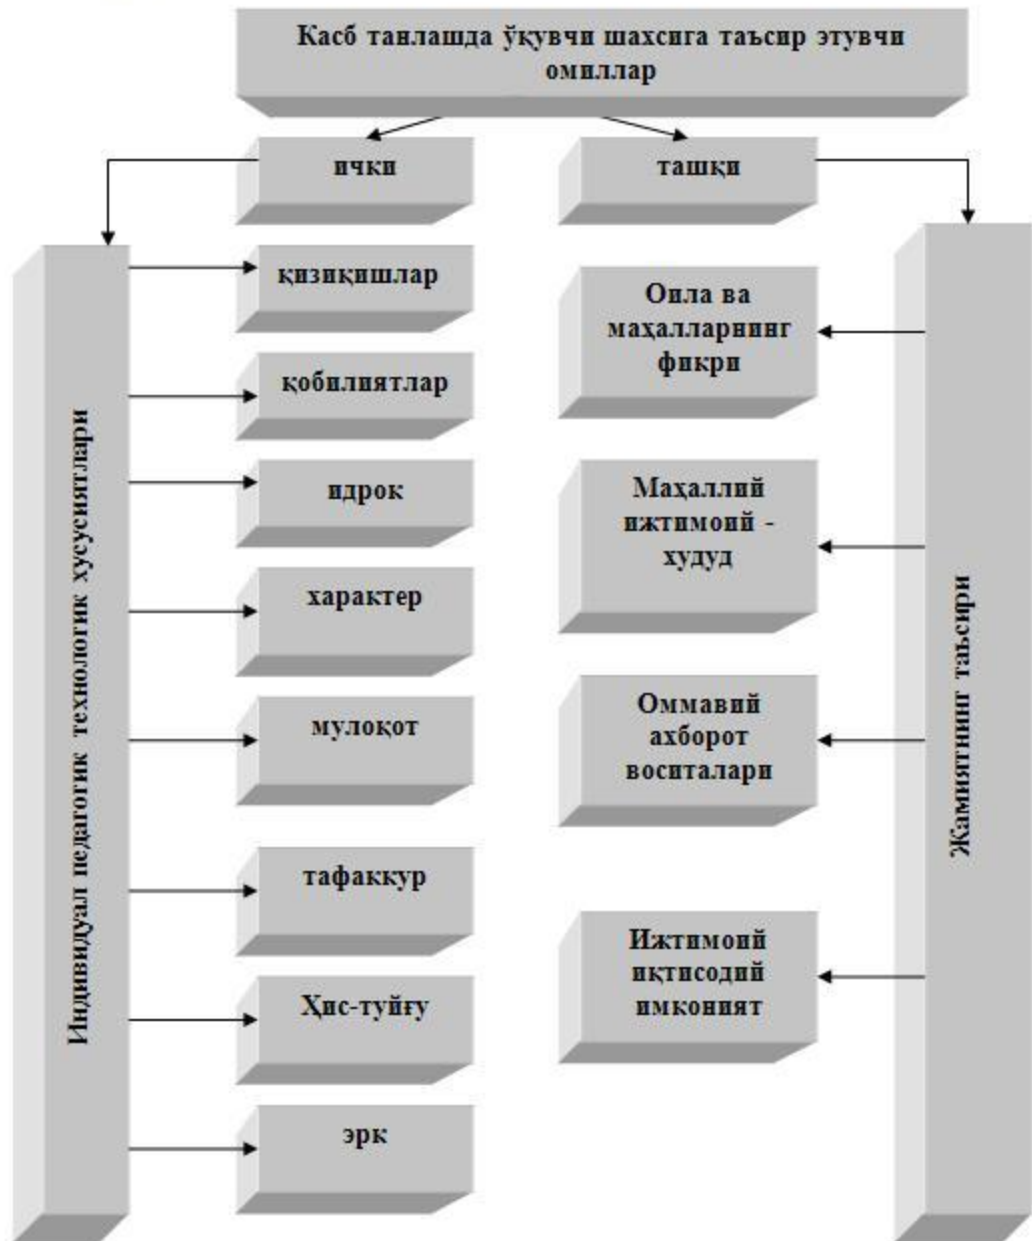 Касб танлашда ўқувчи шахсига таъсир этувчи
омиллар
ички
ташқи
Индивидуал педагогик технологик хусусиятлари
қизиқишлар
қобилиятлар
идрок
характер
мулоқот
тафаккур
Ҳис-туйғу
эрк
Оила ва
маҳалларнинг
фикри
Маҳаллий
ижтимоий -
худуд
Оммавий
ахборот
воситалари
Ижтимоий
иқтисодий
имконият
Жамиятнинг таъсири